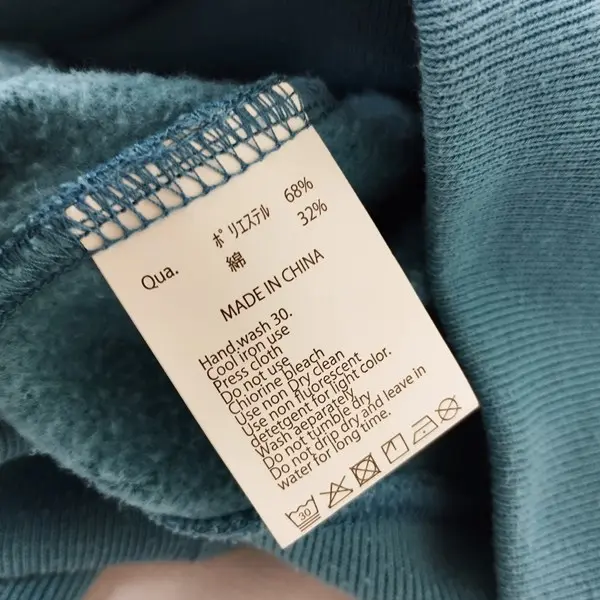 Qua. ポリエステル 68%
綿 32%
MADE IN CHINA
Hand.wash 30.
Cool iron use
Press cloth
Do not use
Chlorine bleach
Use non Dry clean
Use non fluorescent
detetgent for light color.
Wash aeparately
Do not tumble dry
Do not drip dry and leave in
water for long time.
30